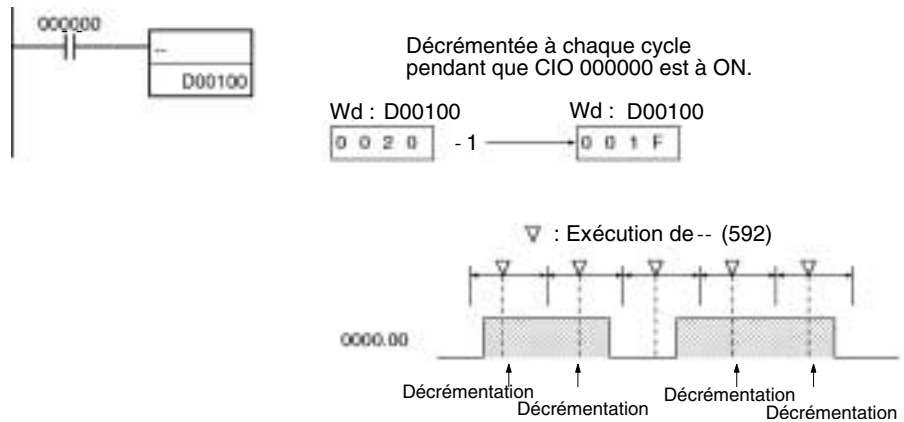 000000
--
D00100
Décrémentée à chaque cycle
pendant que CIO 000000 est à ON.
Wd : D00100 Wd : D00100
0 0 2 0 - 1 0 0 1 F
: Exécution de -- (592)
0000.00
Décrémentation Décrémentation
Décrémentation Décrémentation